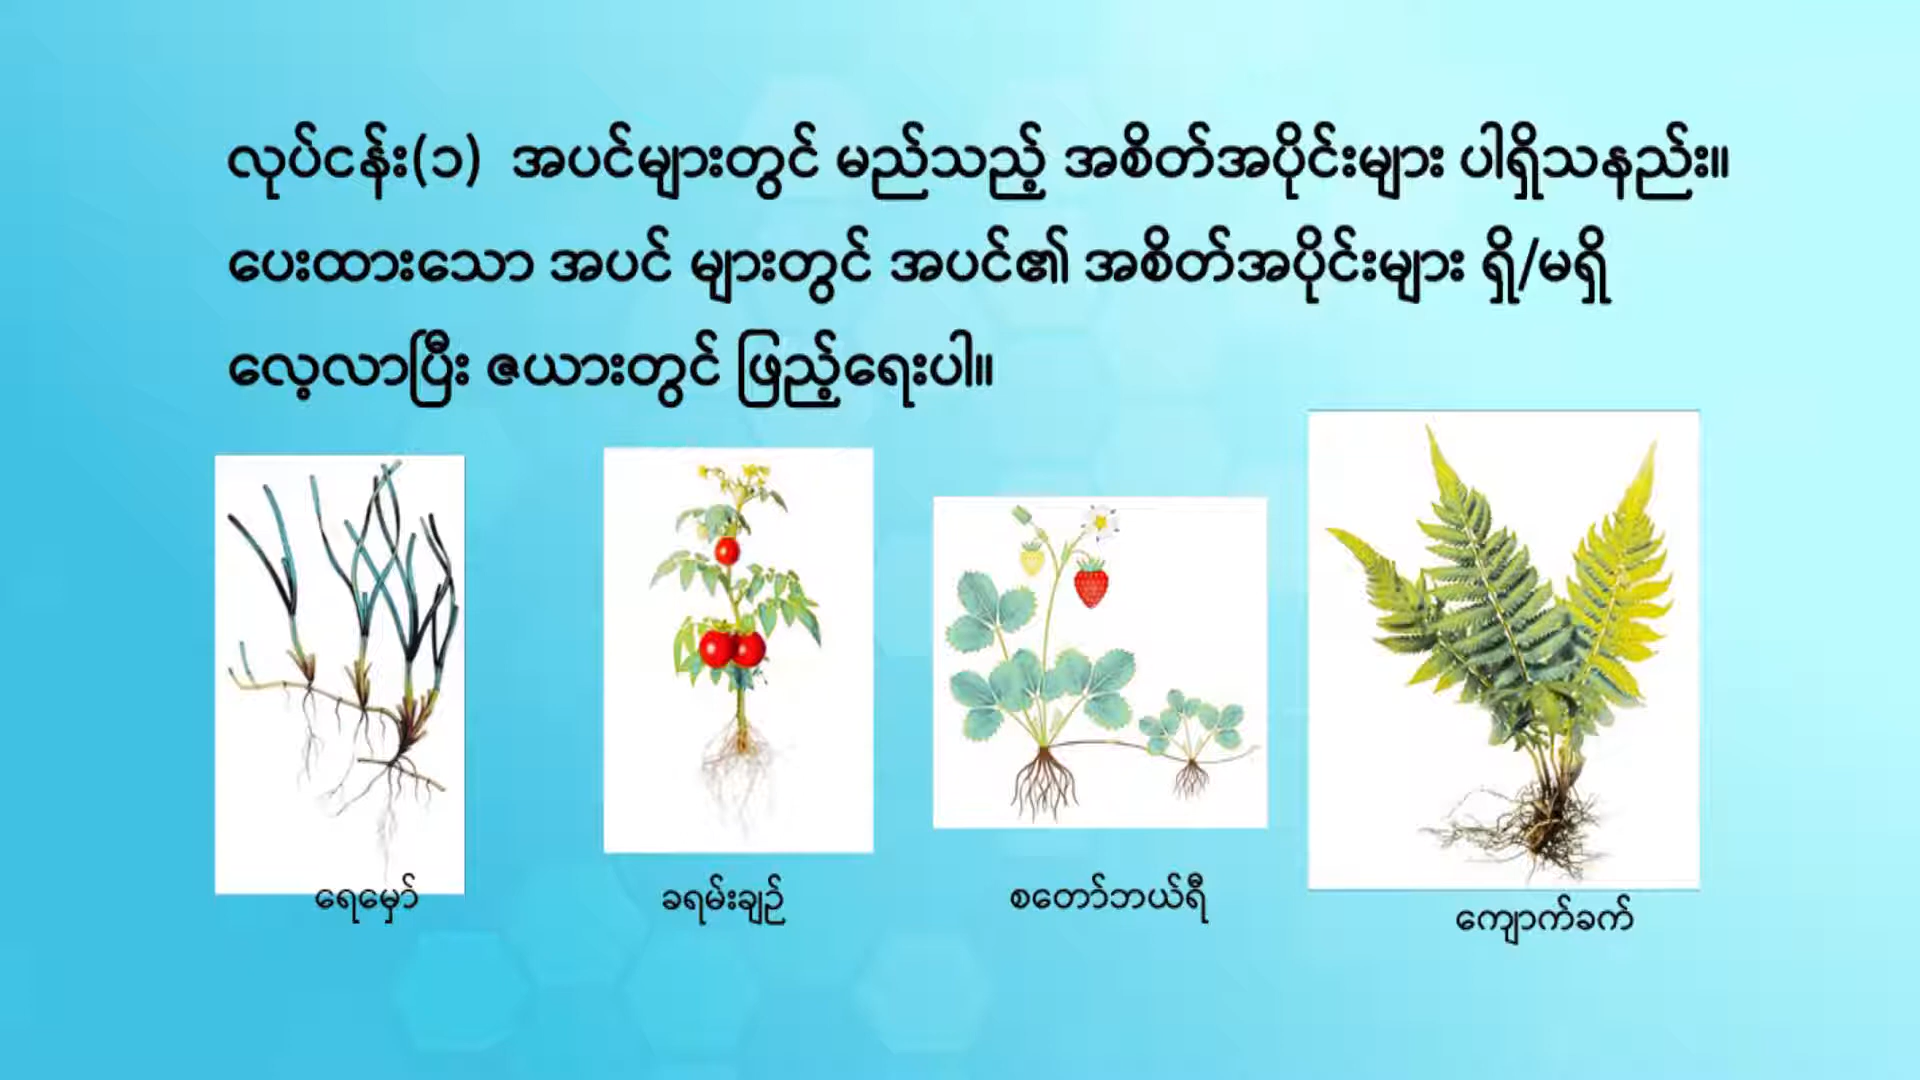 လုပ်ငန်း(၁) အပင်များတွင် မည်သည့် အစိတ်အပိုင်းများ ပါရှိသနည်း။
ပေးထားသော အပင် များတွင် အပင်၏ အစိတ်အပိုင်းများ ရှိ/မရှိ
လေ့လာပြီး ဇယားတွင် ဖြည့်ရေးပါ။
ရေမှော်
ခရမ်းချဉ်
စတော်ဘယ်ရီ
ကျောက်ခက်